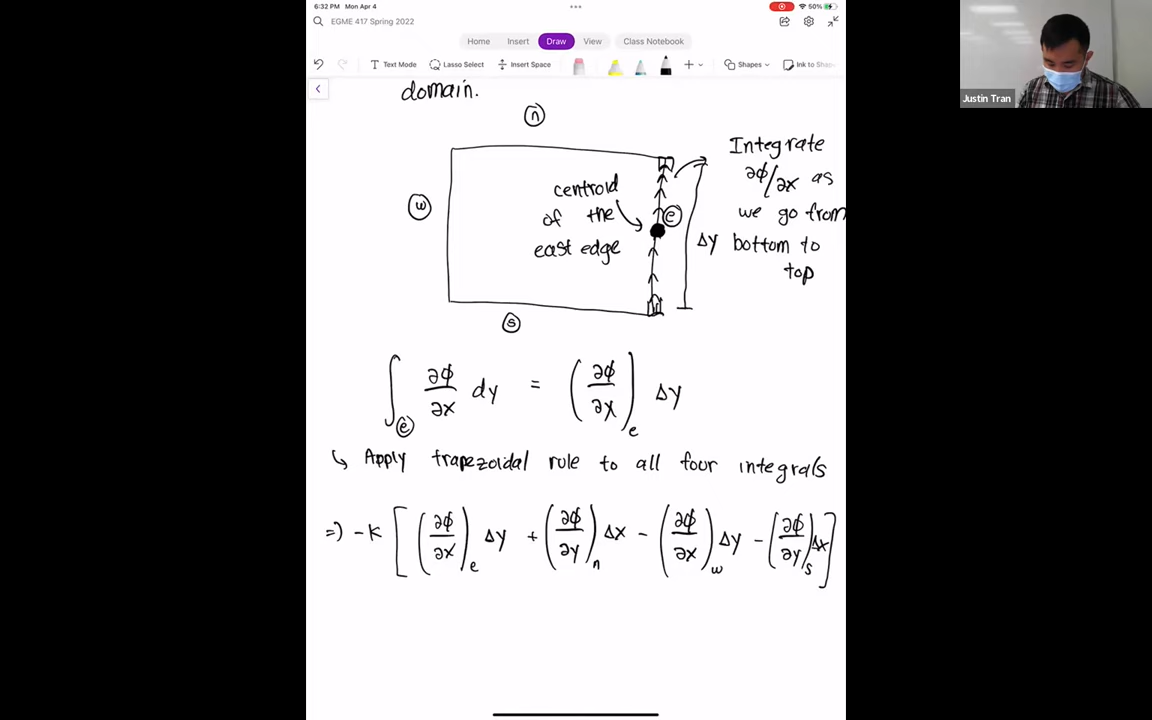 6:32 PM Mon Apr 4
50%
EGME 417 Spring 2022
Home Insert Draw View Class Notebook
Text Mode Lasso Select Insert Space Shapes Ink to Shap
domain.
n
w
centroid
of the
east edge
e
s
Δy
Integrate
∂φ/∂x as
we go from
bottom to
top
∫e ∂φ/∂x dy = (∂φ/∂x)e Δy
↳ Apply trapezoidal rule to all four integrals
=) -K [ (∂φ/∂x)e Δy + (∂φ/∂y)n Δx - (∂φ/∂x)w Δy - (∂φ/∂y)s Δx ]
Justin Tran